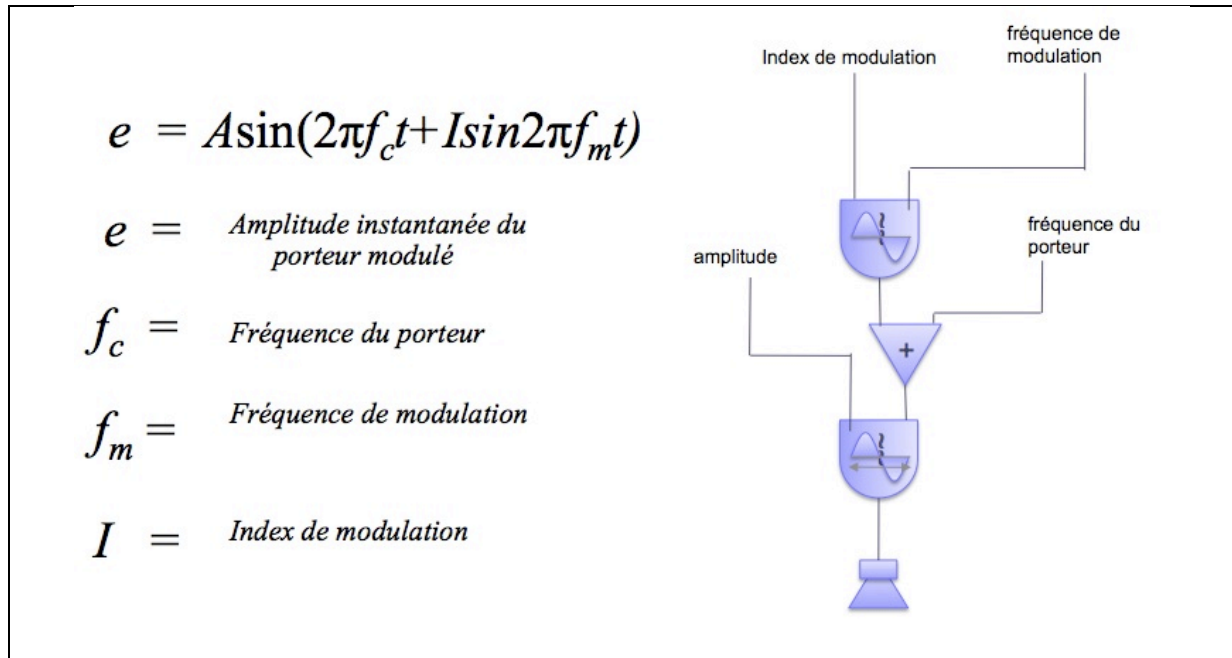 e = Asin(2πf_ct+Isin2πf_mt)
e = Amplitude instantanée du
porteur modulé
f_c = Fréquence du porteur
f_m = Fréquence de modulation
I = Index de modulation
Index de modulation
fréquence de
modulation
amplitude
fréquence du
porteur
+